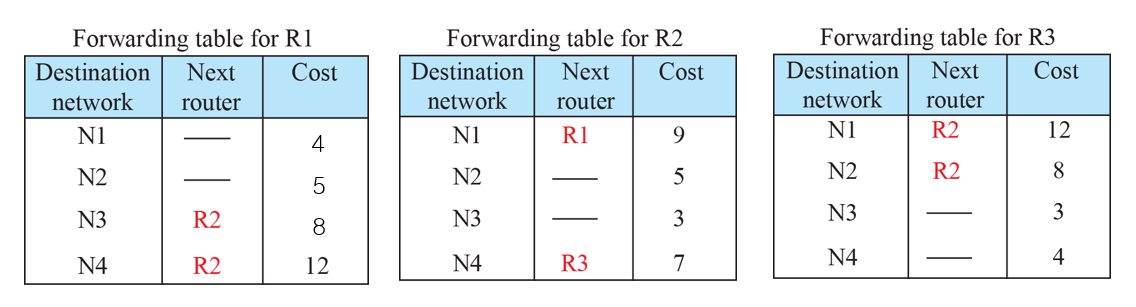 Forwarding table for R1
Destination network Next router Cost
N1 —— 4
N2 —— 5
N3 R2 8
N4 R2 12
Forwarding table for R2
Destination network Next router Cost
N1 R1 9
N2 —— 5
N3 —— 3
N4 R3 7
Forwarding table for R3
Destination network Next router Cost
N1 R2 12
N2 R2 8
N3 —— 3
N4 —— 4